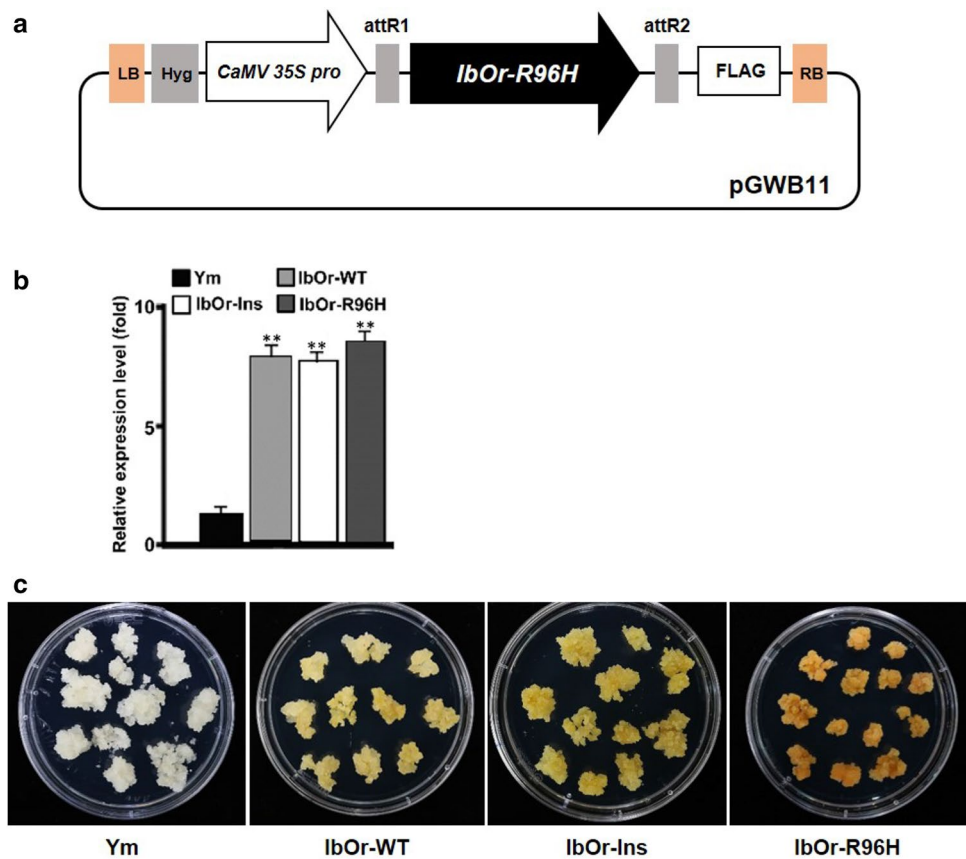 a
attR1
attR2
LB
Hyg
CaMV 35S pro
IbOr-R96H
FLAG
RB
pGWB11
b
Ym
IbOr-WT
IbOr-Ins
IbOr-R96H
Relative expression level (fold)
10
5
0
**
**
**
c
Ym
IbOr-WT
IbOr-Ins
IbOr-R96H